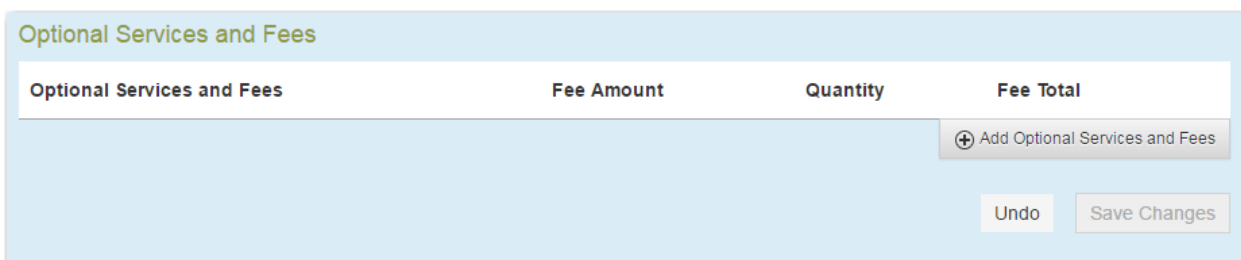 Optional Services and Fees
Optional Services and Fees Fee Amount Quantity Fee Total
Add Optional Services and Fees
Undo Save Changes